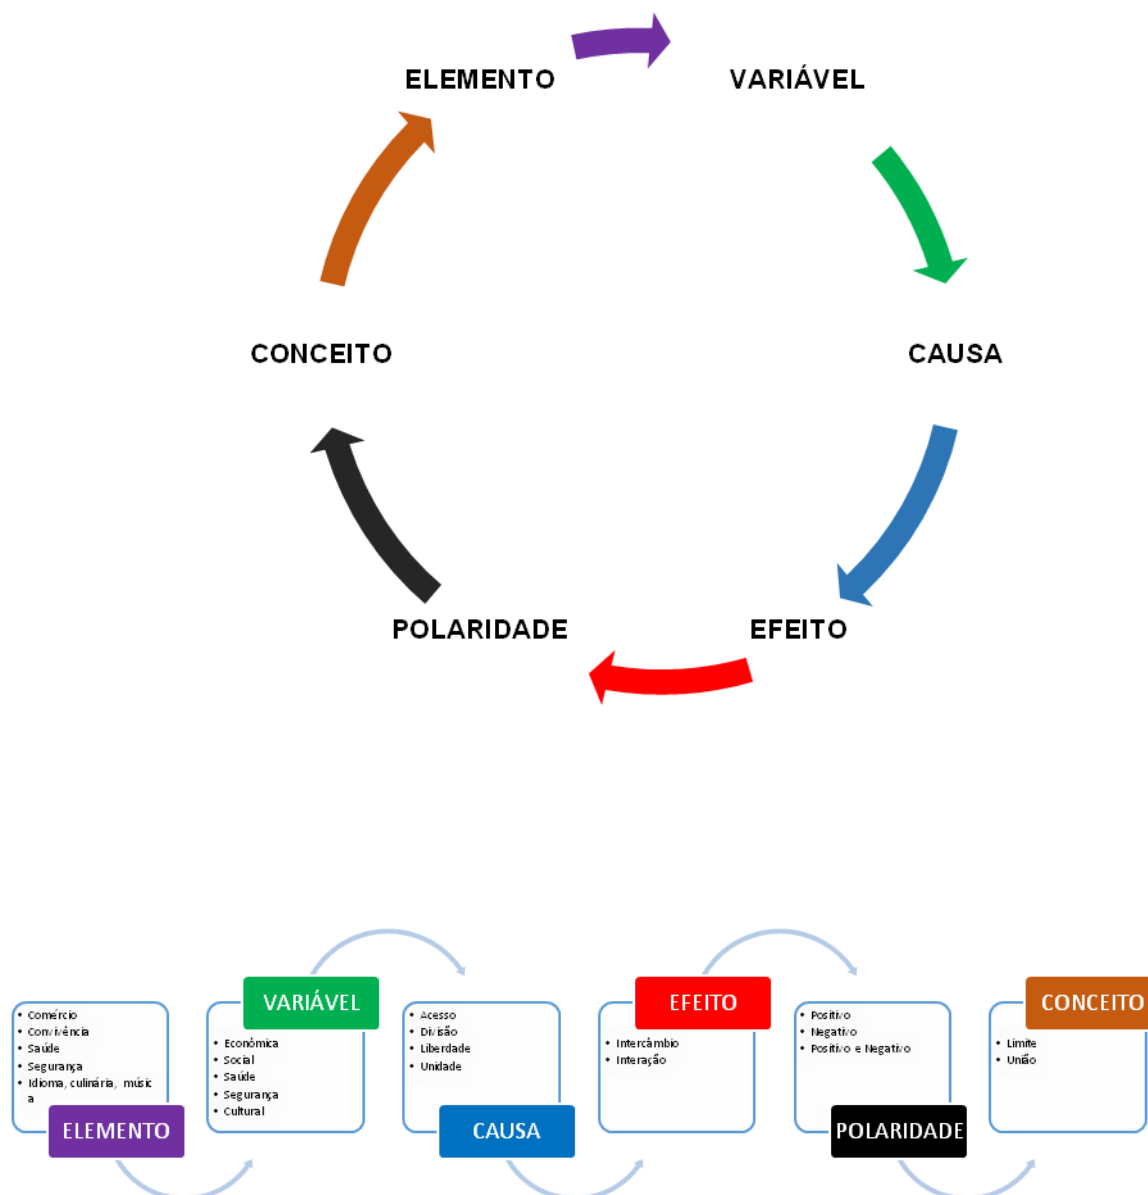 ELEMENTO
VARIÁVEL
CONCEITO
CAUSA
POLARIDADE
EFEITO
• Comércio
• Convivência
• Saúde
• Segurança
• Idioma, culinária, músic
a
ELEMENTO
VARIÁVEL
• Econômica
• Social
• Saúde
• Segurança
• Cultural
• Acesso
• Divisão
• Liberdade
• Unidade
CAUSA
EFEITO
• Intercâmbio
• Interação
• Positivo
• Negativo
• Positivo e Negativo
POLARIDADE
CONCEITO
• Limite
• União